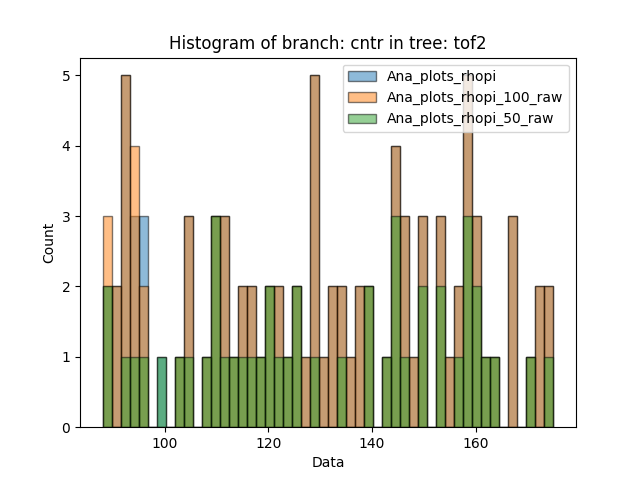 Histogram of branch: cntr in tree: tof2
Ana_plots_rhopi
Ana_plots_rhopi_100_raw
Ana_plots_rhopi_50_raw
5
4
3
2
1
0
Count
100 120 140 160
Data